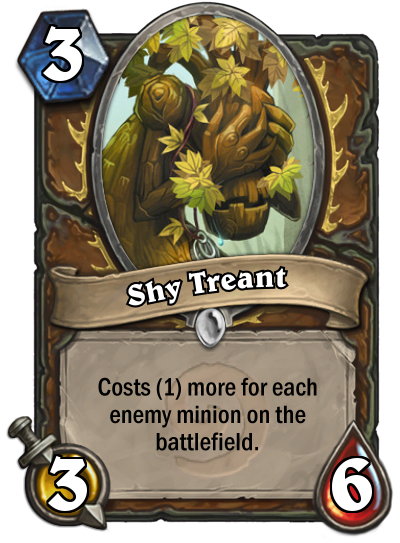 3
Shy Treant
Costs (1) more for each
enemy minion on the
battlefield.
3
6